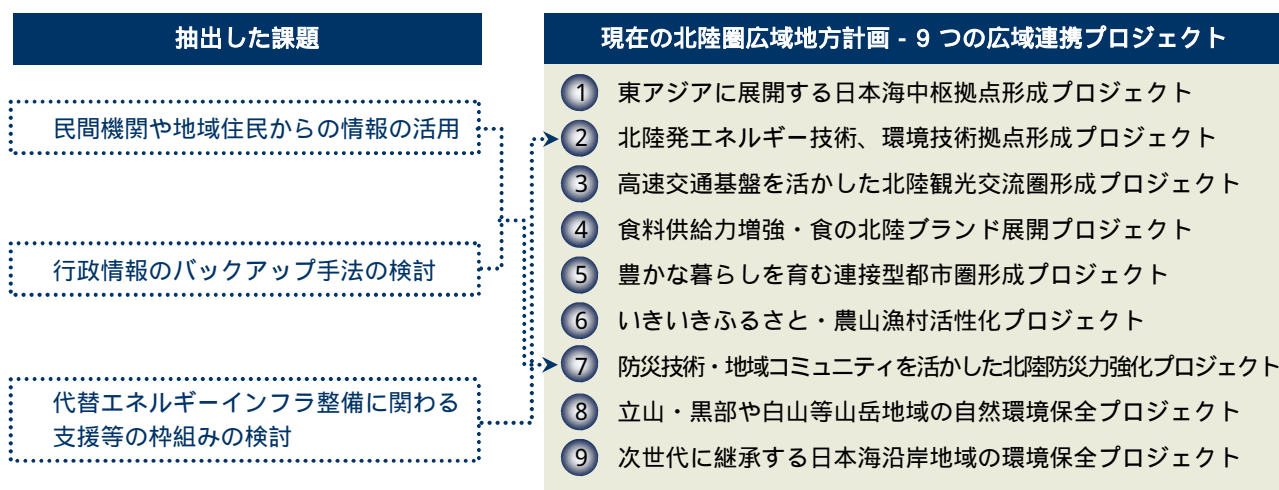 抽出した課題
民間機関や地域住民からの情報の活用
行政情報のバックアップ手法の検討
代替エネルギーインフラ整備に関わる
支援等の枠組みの検討
現在の北陸圏広域地方計画 - 9 つの広域連携プロジェクト
1 東アジアに展開する日本海中枢拠点形成プロジェクト
2 北陸発エネルギー技術、環境技術拠点形成プロジェクト
3 高速交通基盤を活かした北陸観光交流圏形成プロジェクト
4 食料供給力増強・食の北陸ブランド展開プロジェクト
5 豊かな暮らしを育む連接型都市圏形成プロジェクト
6 いきいきふるさと・農山漁村活性化プロジェクト
7 防災技術・地域コミュニティを活かした北陸防災力強化プロジェクト
8 立山・黒部や白山等山岳地域の自然環境保全プロジェクト
9 次世代に継承する日本海沿岸地域の環境保全プロジェクト